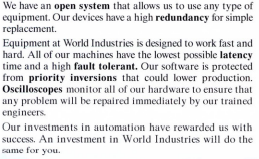 We have an open system that allows us to use any type of
equipment. Our devices have a high redundancy for simple
replacement.
Equipment at World Industries is designed to work fast and
hard. All of our machines have the lowest possible latency
time and a high fault tolerant. Our software is protected
from priority inversions that could lower production.
Oscilloscopes monitor all of our hardware to ensure that
any problem will be repaired immediately by our trained
engineers.
Our investments in automation have rewarded us with
success. An investment in World Industries will do the
same for you.